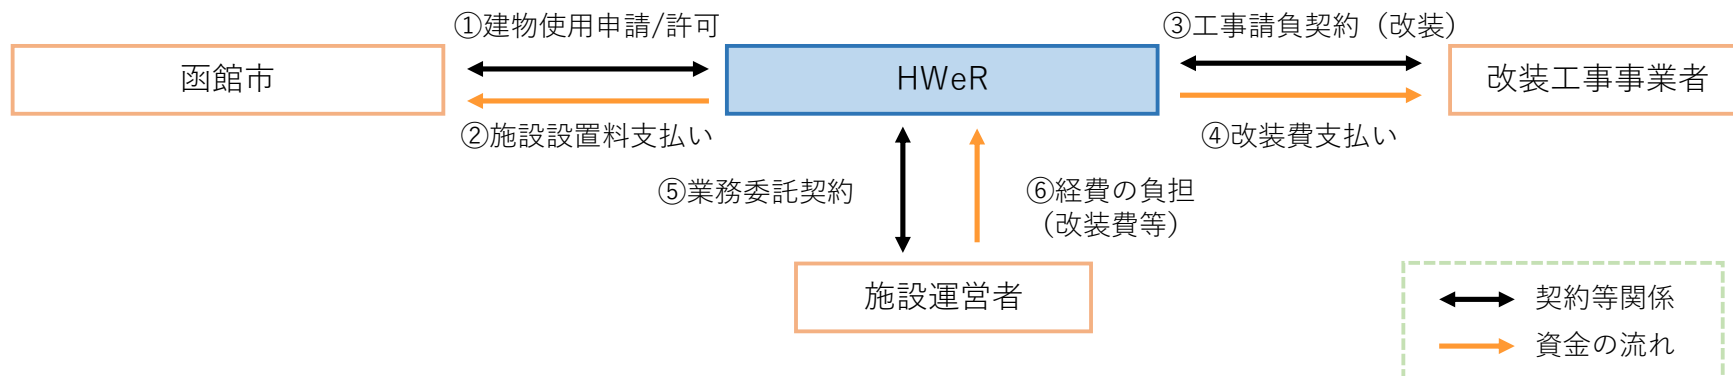 ①建物使用申請/許可
③工事請負契約（改装）
函館市
HWeR
改装工事事業者
②施設設置料支払い
④改装費支払い
⑤業務委託契約
⑥経費の負担
（改装費等）
施設運営者
契約等関係
資金の流れ